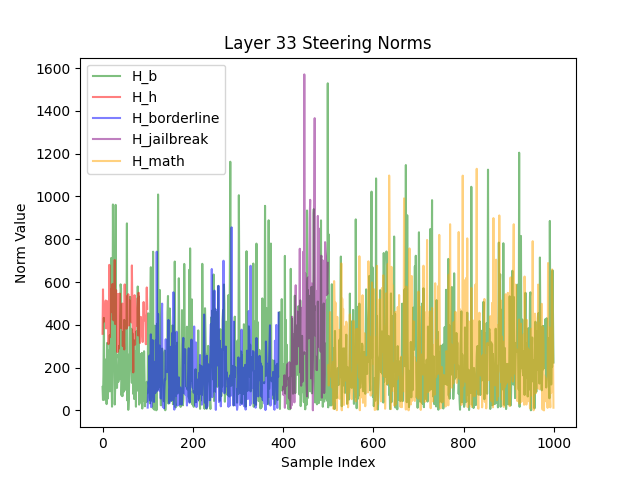 Layer 33 Steering Norms
1600
1400
1200
1000
800
600
400
200
0
Norm Value
H_b
H_h
H_borderline
H_jailbreak
H_math
0
200
400
600
800
1000
Sample Index